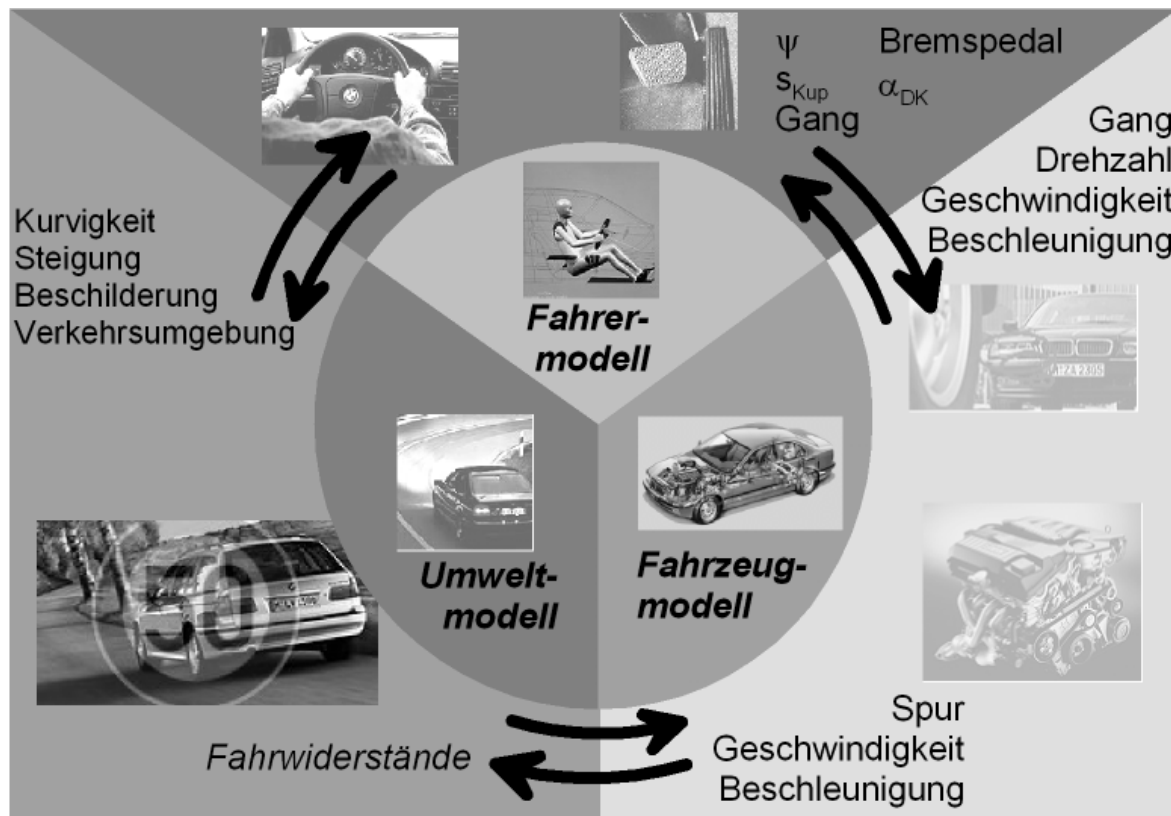 ψ Bremspedal
s_Kup α_DK
Gang
Gang
Drehzahl
Geschwindigkeit
Beschleunigung
Kurvigkeit
Steigung
Beschilderung
Verkehrsumgebung
Fahrer-
modell
Umwelt-
modell
Fahrzeug-
modell
50
Fahrwiderstände
Spur
Geschwindigkeit
Beschleunigung